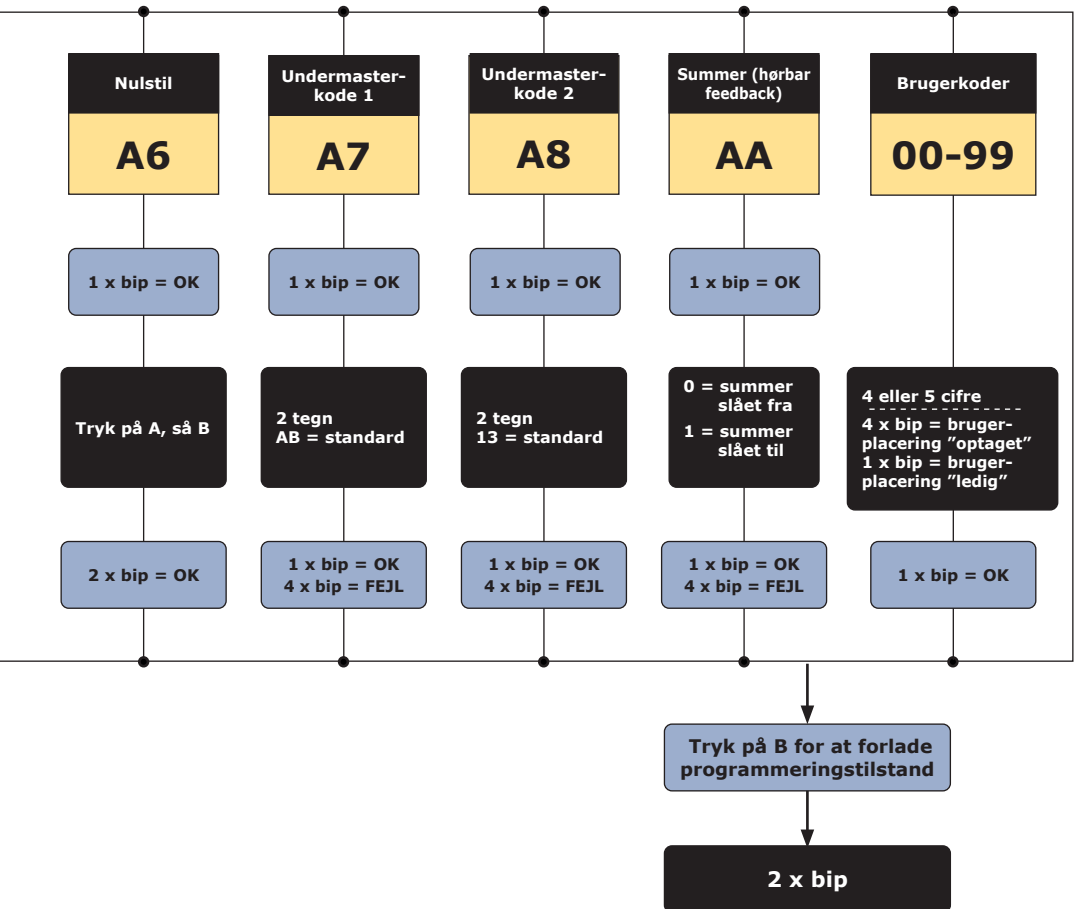 Nulstil
A6
1 x bip = OK
Tryk på A, så B
2 x bip = OK
Undermaster-
kode 1
A7
1 x bip = OK
2 tegn
AB = standard
1 x bip = OK
4 x bip = FEJL
Undermaster-
kode 2
A8
1 x bip = OK
2 tegn
13 = standard
1 x bip = OK
4 x bip = FEJL
Summer (hørbar
feedback)
AA
1 x bip = OK
0 = summer
slået fra
1 = summer
slået til
1 x bip = OK
4 x bip = FEJL
Brugerkoder
00-99
4 eller 5 cifre
4 x bip = bruger-
placering ”optaget”
1 x bip = bruger-
placering ”ledig”
1 x bip = OK
Tryk på B for at forlade
programmeringstilstand
2 x bip